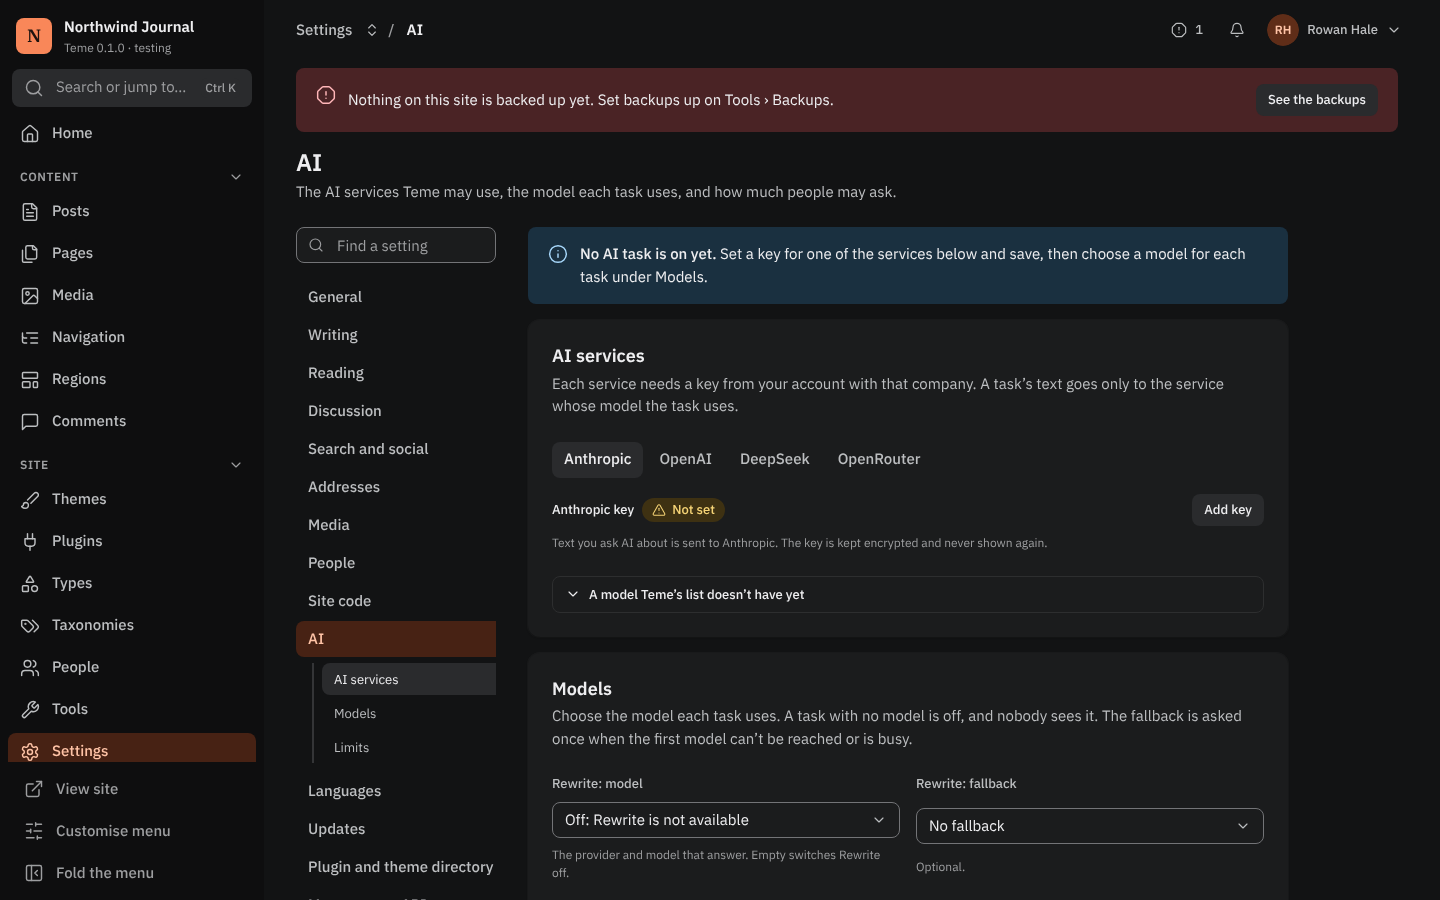 N
Northwind Journal
Teme 0.1.0 · testing
Search or jump to...
Ctrl K
Home
CONTENT
Posts
Pages
Media
Navigation
Regions
Comments
SITE
Themes
Plugins
Types
Taxonomies
People
Tools
Settings
View site
Customise menu
Fold the menu
Settings / AI
1
RH
Rowan Hale
Nothing on this site is backed up yet. Set backups up on Tools › Backups.
See the backups
AI
The AI services Teme may use, the model each task uses, and how much people may ask.
Find a setting
General
Writing
Reading
Discussion
Search and social
Addresses
Media
People
Site code
AI
AI services
Models
Limits
Languages
Updates
Plugin and theme directory
No AI task is on yet. Set a key for one of the services below and save, then choose a model for each
task under Models.
AI services
Each service needs a key from your account with that company. A task’s text goes only to the service
whose model the task uses.
Anthropic
OpenAI
DeepSeek
OpenRouter
Anthropic key
Not set
Add key
Text you ask AI about is sent to Anthropic. The key is kept encrypted and never shown again.
A model Teme’s list doesn’t have yet
Models
Choose the model each task uses. A task with no model is off, and nobody sees it. The fallback is asked
once when the first model can’t be reached or is busy.
Rewrite: model
Off: Rewrite is not available
The provider and model that answer. Empty switches Rewrite
off.
Rewrite: fallback
No fallback
Optional.